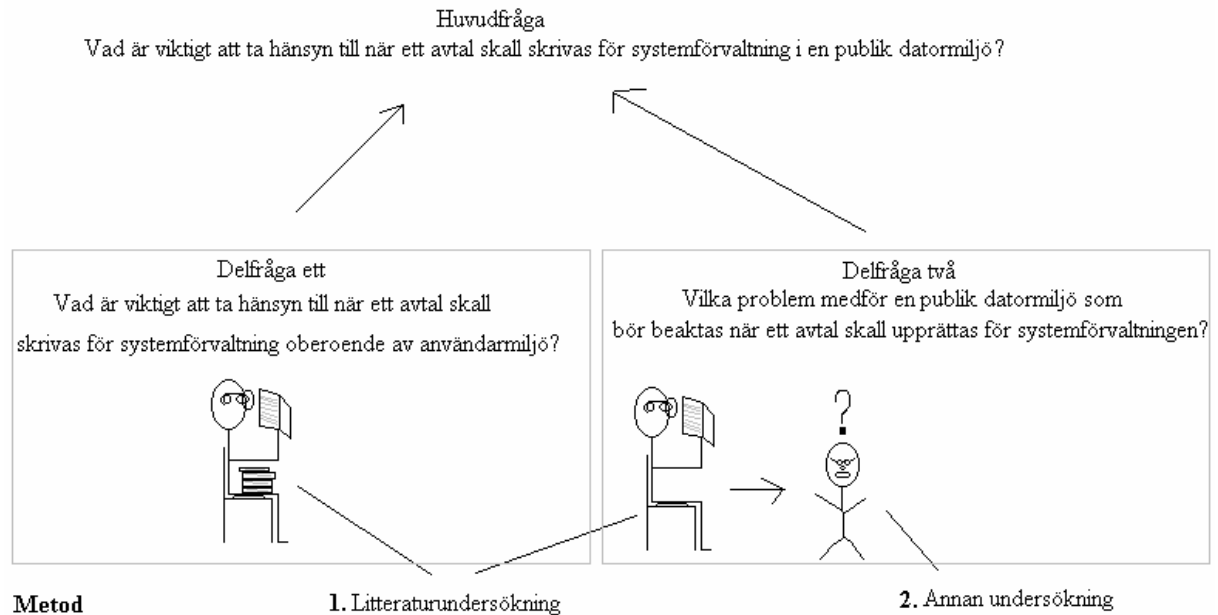 Huvudfråga
Vad är viktigt att ta hänsyn till när ett avtal skall skrivas för systemförvaltning i en publik datormiljö?
Delfråga ett
Vad är viktigt att ta hänsyn till när ett avtal skall
skrivas för systemförvaltning oberoende av användarmiljö?
Delfråga två
Vilka problem medför en publik datormiljö som
bör beaktas när ett avtal skall upprättas för systemförvaltningen?
?
Metod
1. Litteraturundersökning
2. Annan undersökning